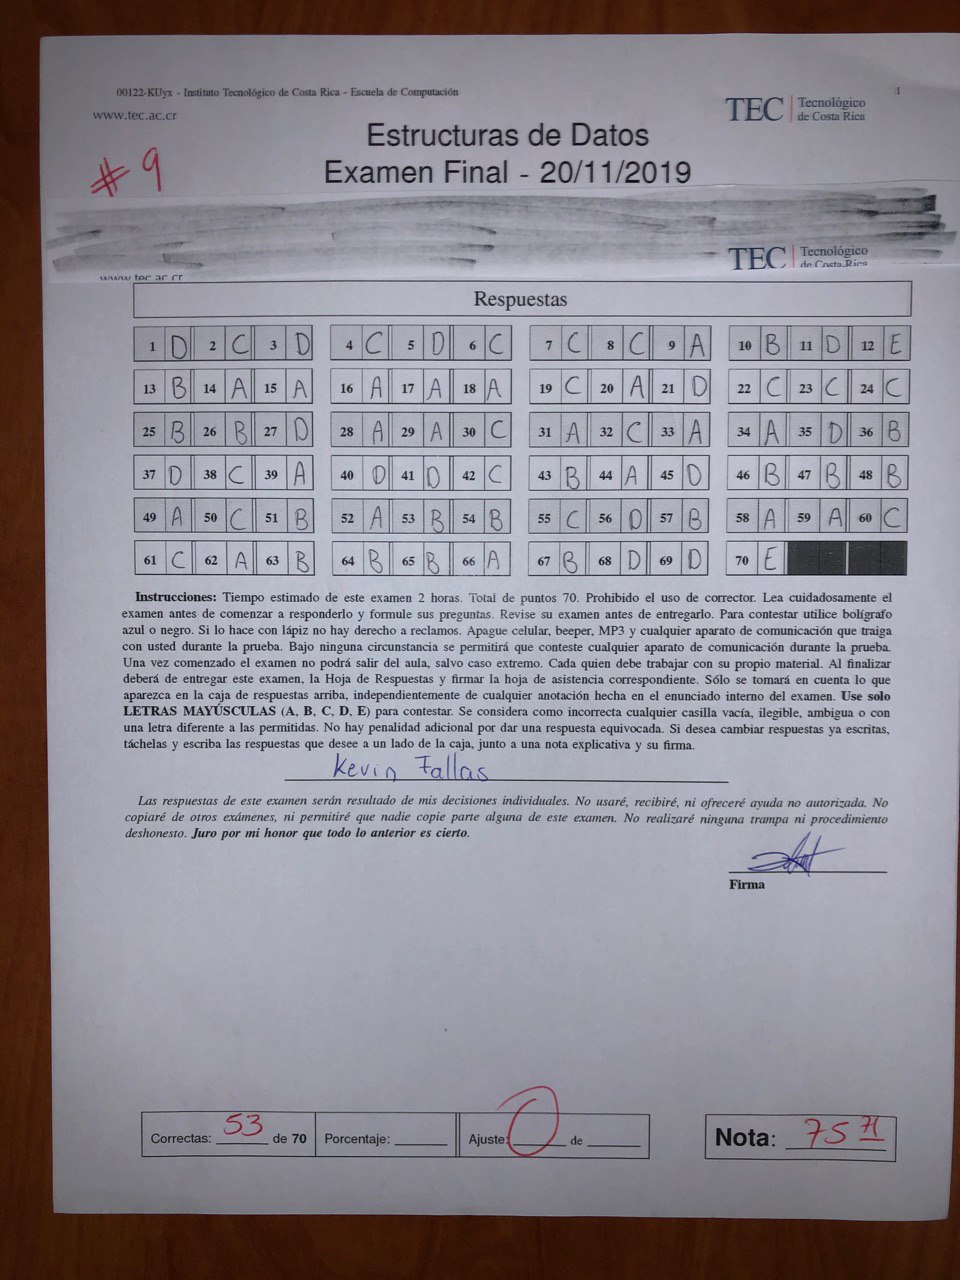 00122-KUyx - Instituto Tecnológico de Costa Rica - Escuela de Computación
1
www.tec.ac.cr
TEC Tecnológico
de Costa Rica
Estructuras de Datos
# 9
Examen Final - 20/11/2019
TEC Tecnológico
de Costa Rica
www.tec.ac.cr
Respuestas
1 D 2 C 3 D 4 C 5 D 6 C 7 C 8 C 9 A 10 B 11 D 12 E
13 B 14 A 15 A 16 A 17 A 18 A 19 C 20 A 21 D 22 C 23 C 24 C
25 B 26 B 27 D 28 A 29 A 30 C 31 A 32 C 33 A 34 A 35 D 36 B
37 D 38 C 39 A 40 D 41 D 42 C 43 B 44 A 45 D 46 B 47 B 48 B
49 A 50 C 51 B 52 A 53 B 54 B 55 C 56 D 57 B 58 A 59 A 60 C
61 C 62 A 63 B 64 B 65 B 66 A 67 B 68 D 69 D 70 E
Instrucciones: Tiempo estimado de este examen 2 horas. Total de puntos 70. Prohibido el uso de corrector. Lea cuidadosamente el
examen antes de comenzar a responderlo y formule sus preguntas. Revise su examen antes de entregarlo. Para contestar utilice bolígrafo
azul o negro. Si lo hace con lápiz no hay derecho a reclamos. Apague celular, beeper, MP3 y cualquier aparato de comunicación que traiga
con usted durante la prueba. Bajo ninguna circunstancia se permitirá que conteste cualquier aparato de comunicación durante la prueba.
Una vez comenzado el examen no podrá salir del aula, salvo caso extremo. Cada quien debe trabajar con su propio material. Al finalizar
deberá de entregar este examen, la Hoja de Respuestas y firmar la hoja de asistencia correspondiente. Sólo se tomará en cuenta lo que
aparezca en la caja de respuestas arriba, independientemente de cualquier anotación hecha en el enunciado interno del examen. Use solo
LETRAS MAYÚSCULAS (A, B, C, D, E) para contestar. Se considera como incorrecta cualquier casilla vacía, ilegible, ambigua o con
una letra diferente a las permitidas. No hay penalidad adicional por dar una respuesta equivocada. Si desea cambiar respuestas ya escritas,
táchelas y escriba las respuestas que desee a un lado de la caja, junto a una nota explicativa y su firma.
Kevin Fallas
Las respuestas de este examen serán resultado de mis decisiones individuales. No usaré, recibiré, ni ofreceré ayuda no autorizada. No
copiaré de otros exámenes, ni permitiré que nadie copie parte alguna de este examen. No realizaré ninguna trampa ni procedimiento
deshonesto. Juro por mi honor que todo lo anterior es cierto.
Firma
Correctas: 53 de 70 Porcentaje: Ajuste: 0 de Nota: 75 71